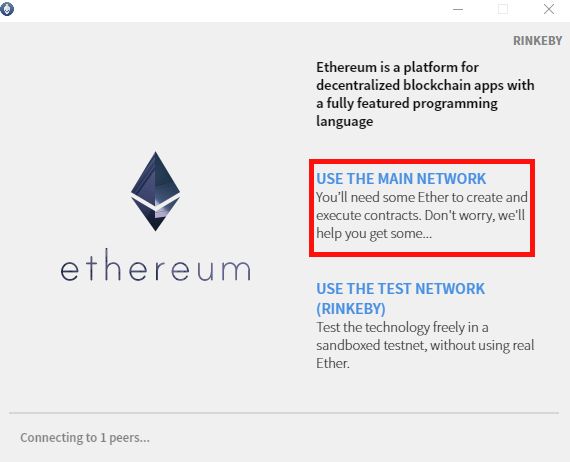 RINKEBY
Ethereum is a platform for
decentralized blockchain apps with
a fully featured programming
language
USE THE MAIN NETWORK
You'll need some Ether to create and
execute contracts. Don't worry, we'll
help you get some...
ethereum
USE THE TEST NETWORK
(RINKEBY)
Test the technology freely in a
sandboxed testnet, without using real
Ether.
Connecting to 1 peers...